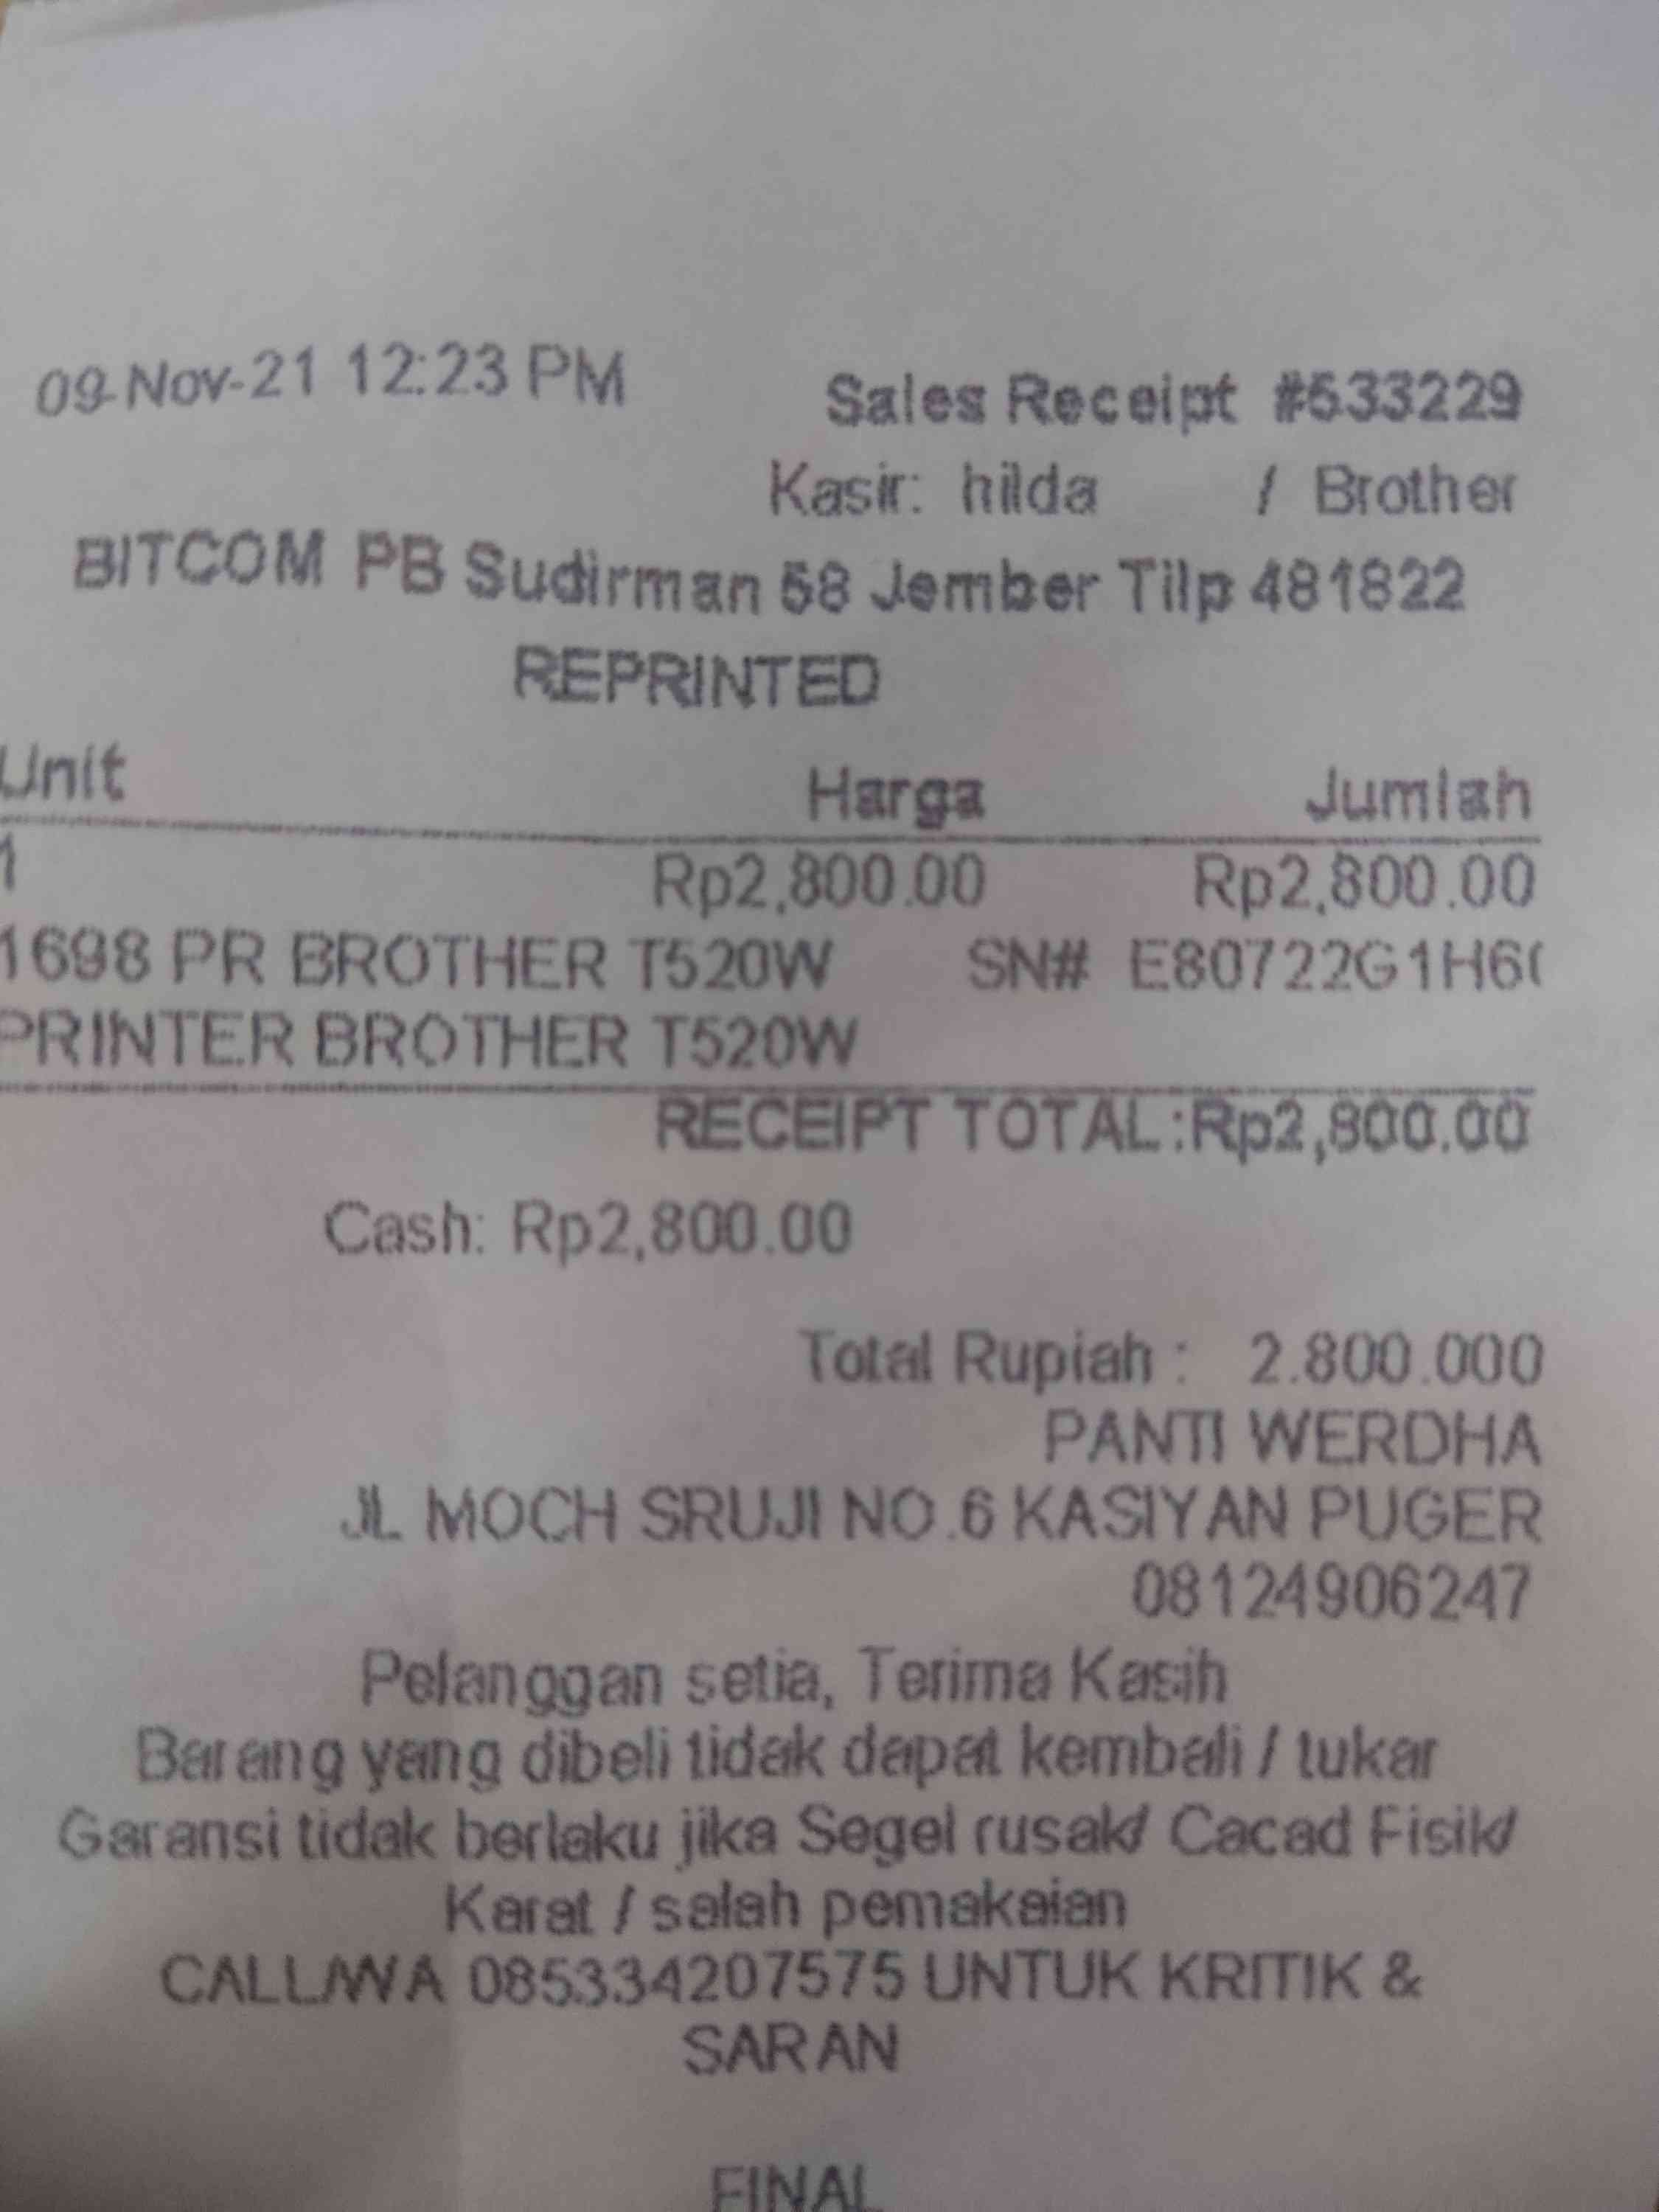 09-Nov-21 12:23 PM
Sales Receipt #533229
Kasir: hilda / Brother
BITCOM PB Sudirman 58 Jember Tilp 481822
REPRINTED
Unit Harga Jumlah
1 Rp2,800.00 Rp2,800.00
1698 PR BROTHER T520W SN# E80722G1H6
PRINTER BROTHER T520W
RECEIPT TOTAL:Rp2,800.00
Cash: Rp2,800.00
Total Rupiah : 2.800.000
PANTI WERDHA
JL MOCH SRUJI NO.6 KASIYAN PUGER
08124906247
Pelanggan setia, Terima Kasih
Barang yang dibeli tidak dapat kembali / tukar
Garansi tidak berlaku jika Segel rusak/ Cacad Fisik/
Karat / salah pemakaian
CALL/WA 085334207575 UNTUK KRITIK &
SARAN
FINAL